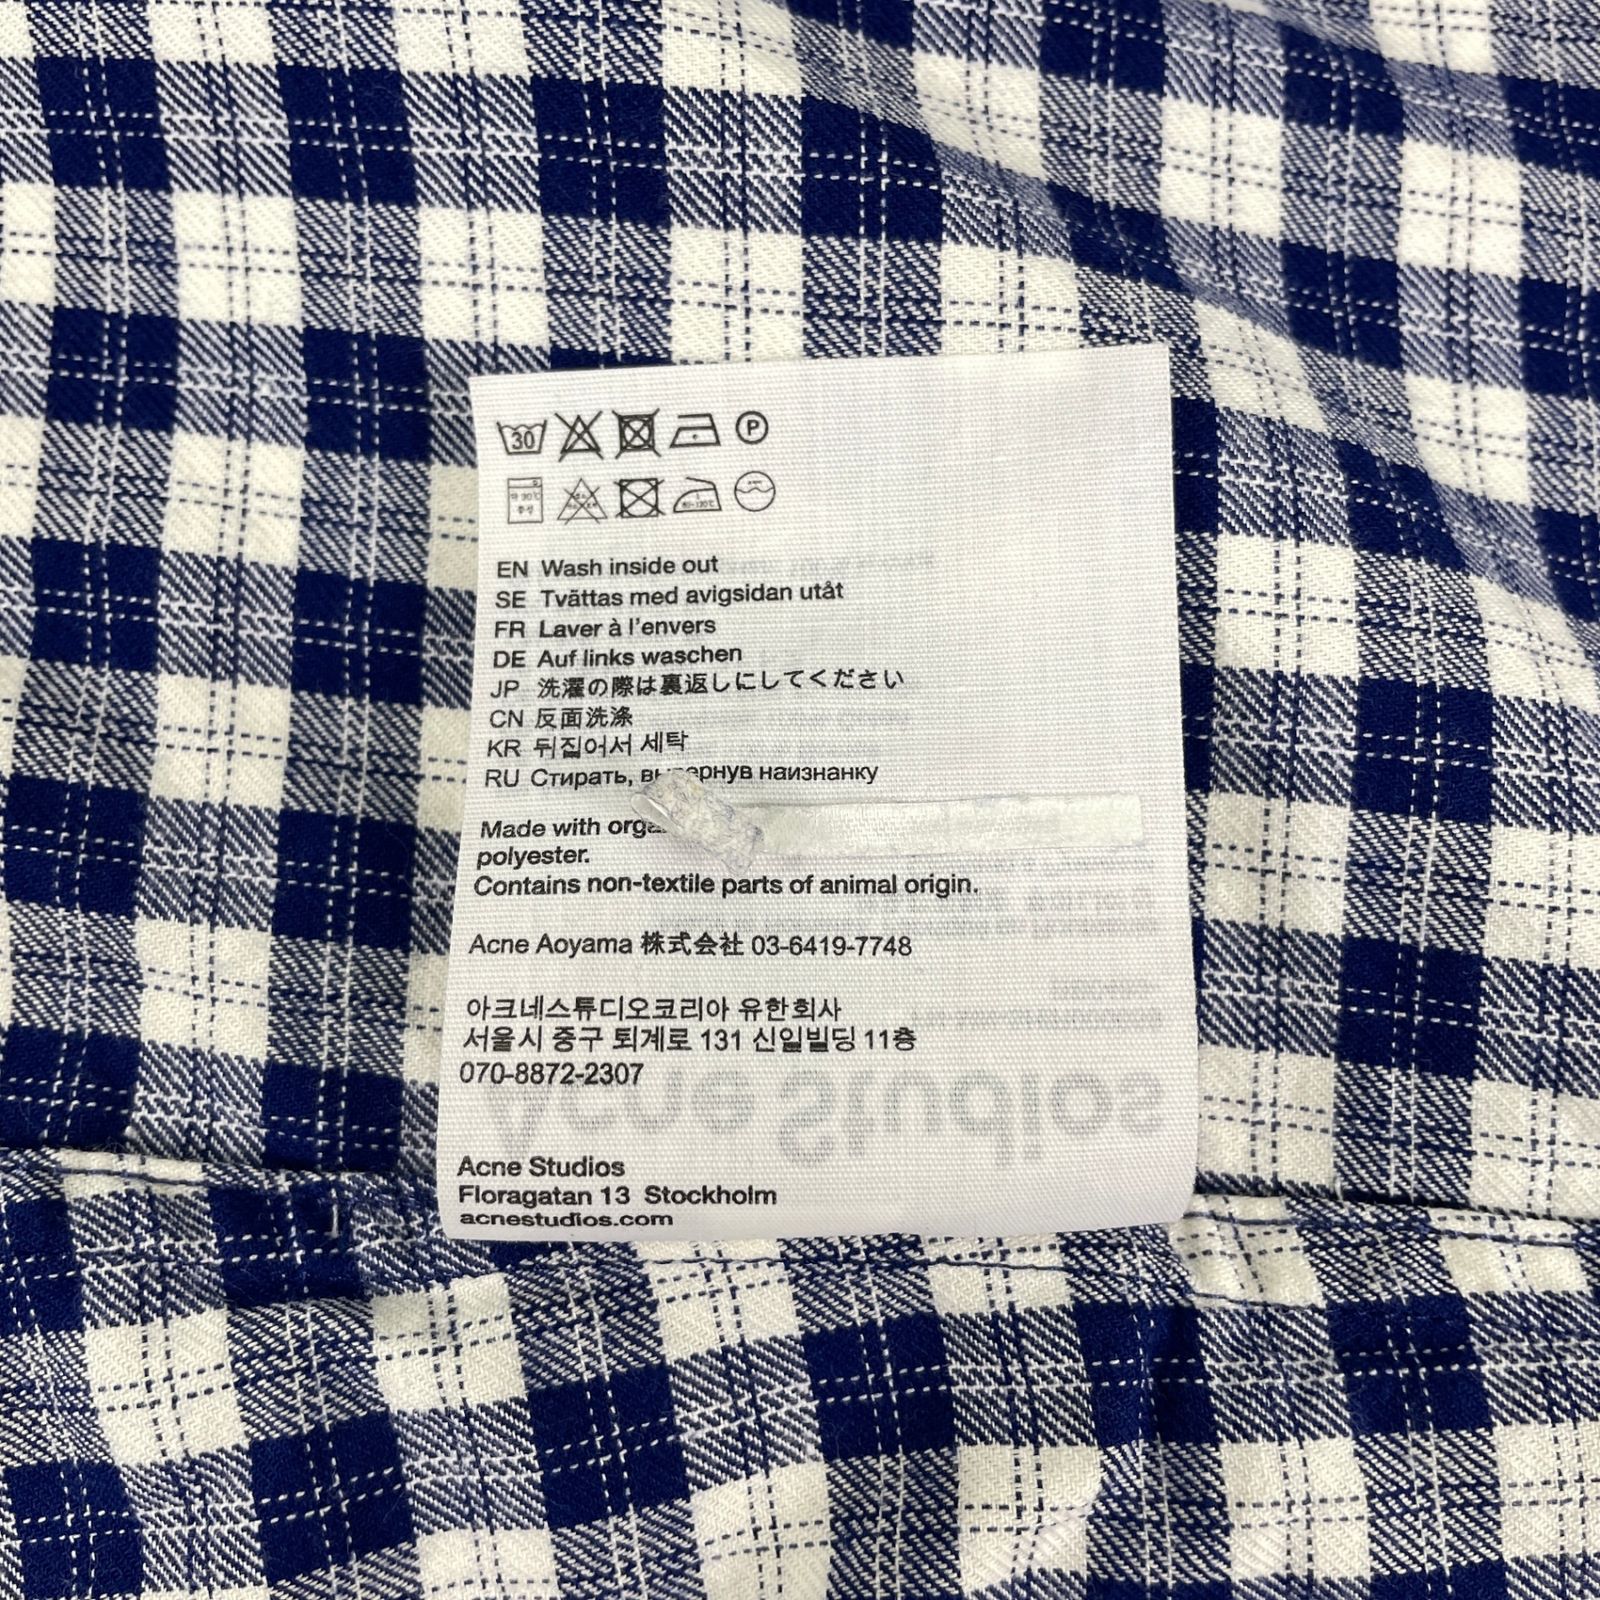 30 P
EN Wash inside out
SE Tvättas med avigsidan utåt
FR Laver à l'envers
DE Auf links waschen
JP 洗濯の際は裏返しにしてください
CN 反面洗涤
KR 뒤집어서 세탁
RU Стирать, вывернув наизнанку
Made with
polyester.
Contains non-textile parts of animal origin.
Acne Aoyama 株式会社 03-6419-7748
아크네스튜디오코리아 유한회사
서울시 중구 퇴계로 131 신일빌딩 11층
070-8872-2307
Acne Studios
Acne Studios
Floragatan 13 Stockholm
acnestudios.com